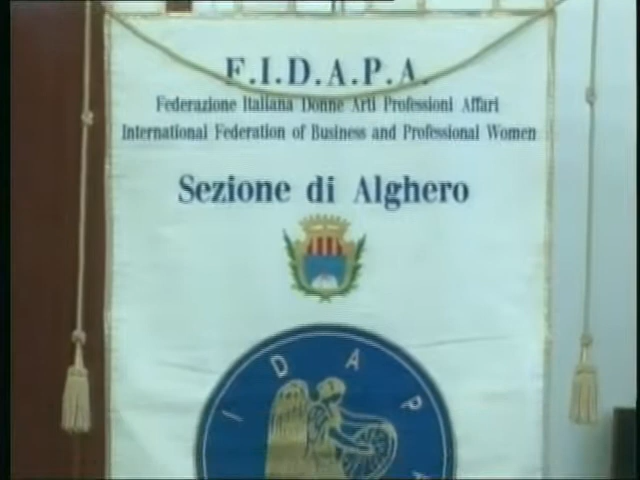 F.I.D.A.P.A.
Federazione Italiana Donne Arti Professioni Affari
International Federation of Business and Professional Women
Sezione di Alghero
I D A P A